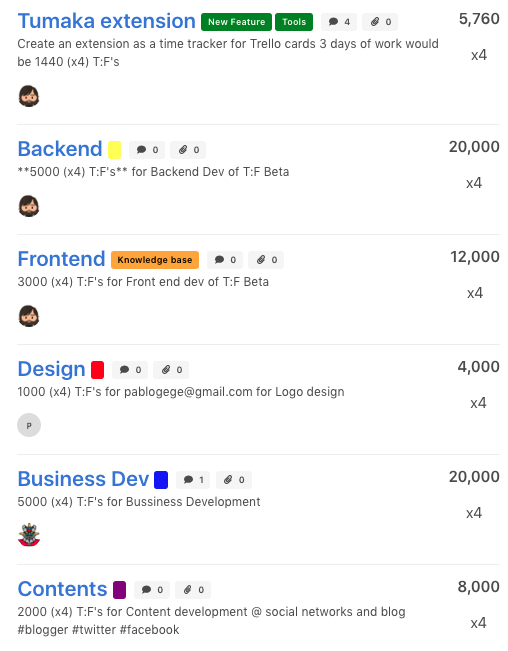 Tumaka extension New Feature Tools 4 0 5,760
Create an extension as a time tracker for Trello cards 3 days of work would x4
be 1440 (x4) T:F's
Backend 0 0 20,000
**5000 (x4) T:F's** for Backend Dev of T:F Beta x4
Frontend Knowledge base 0 0 12,000
3000 (x4) T:F's for Front end dev of T:F Beta x4
Design 0 0 4,000
1000 (x4) T:F's for pablogege@gmail.com for Logo design x4
P
Bussiness Dev 1 0 20,000
5000 (x4) T:F's for Bussiness Development x4
Contents 0 0 8,000
2000 (x4) T:F's for Content development @ social networks and blog x4
#blogger #twitter #facebook